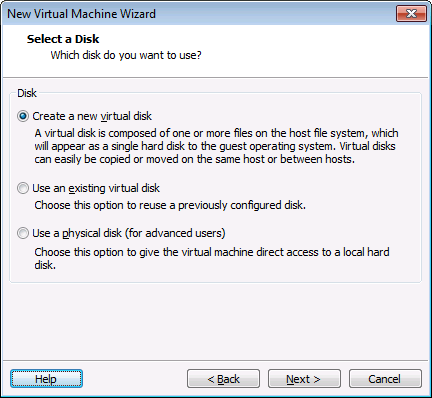 New Virtual Machine Wizard
Select a Disk
Which disk do you want to use?
Disk
Create a new virtual disk
A virtual disk is composed of one or more files on the host file system, which
will appear as a single hard disk to the guest operating system. Virtual disks
can easily be copied or moved on the same host or between hosts.
Use an existing virtual disk
Choose this option to reuse a previously configured disk.
Use a physical disk (for advanced users)
Choose this option to give the virtual machine direct access to a local hard
disk.
Help
< Back
Next >
Cancel